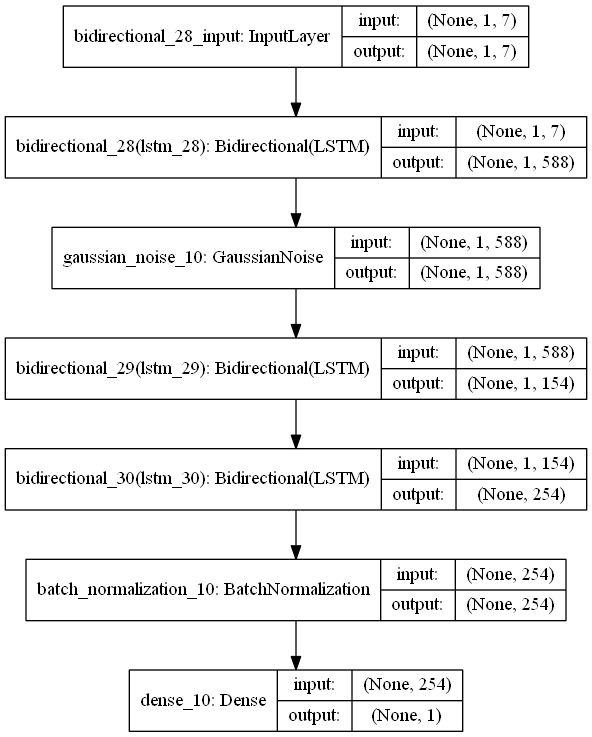 bidirectional_28_input: InputLayer input: (None, 1, 7)
output: (None, 1, 7)
bidirectional_28(lstm_28): Bidirectional(LSTM) input: (None, 1, 7)
output: (None, 1, 588)
gaussian_noise_10: GaussianNoise input: (None, 1, 588)
output: (None, 1, 588)
bidirectional_29(lstm_29): Bidirectional(LSTM) input: (None, 1, 588)
output: (None, 1, 154)
bidirectional_30(lstm_30): Bidirectional(LSTM) input: (None, 1, 154)
output: (None, 254)
batch_normalization_10: BatchNormalization input: (None, 254)
output: (None, 254)
dense_10: Dense input: (None, 254)
output: (None, 1)